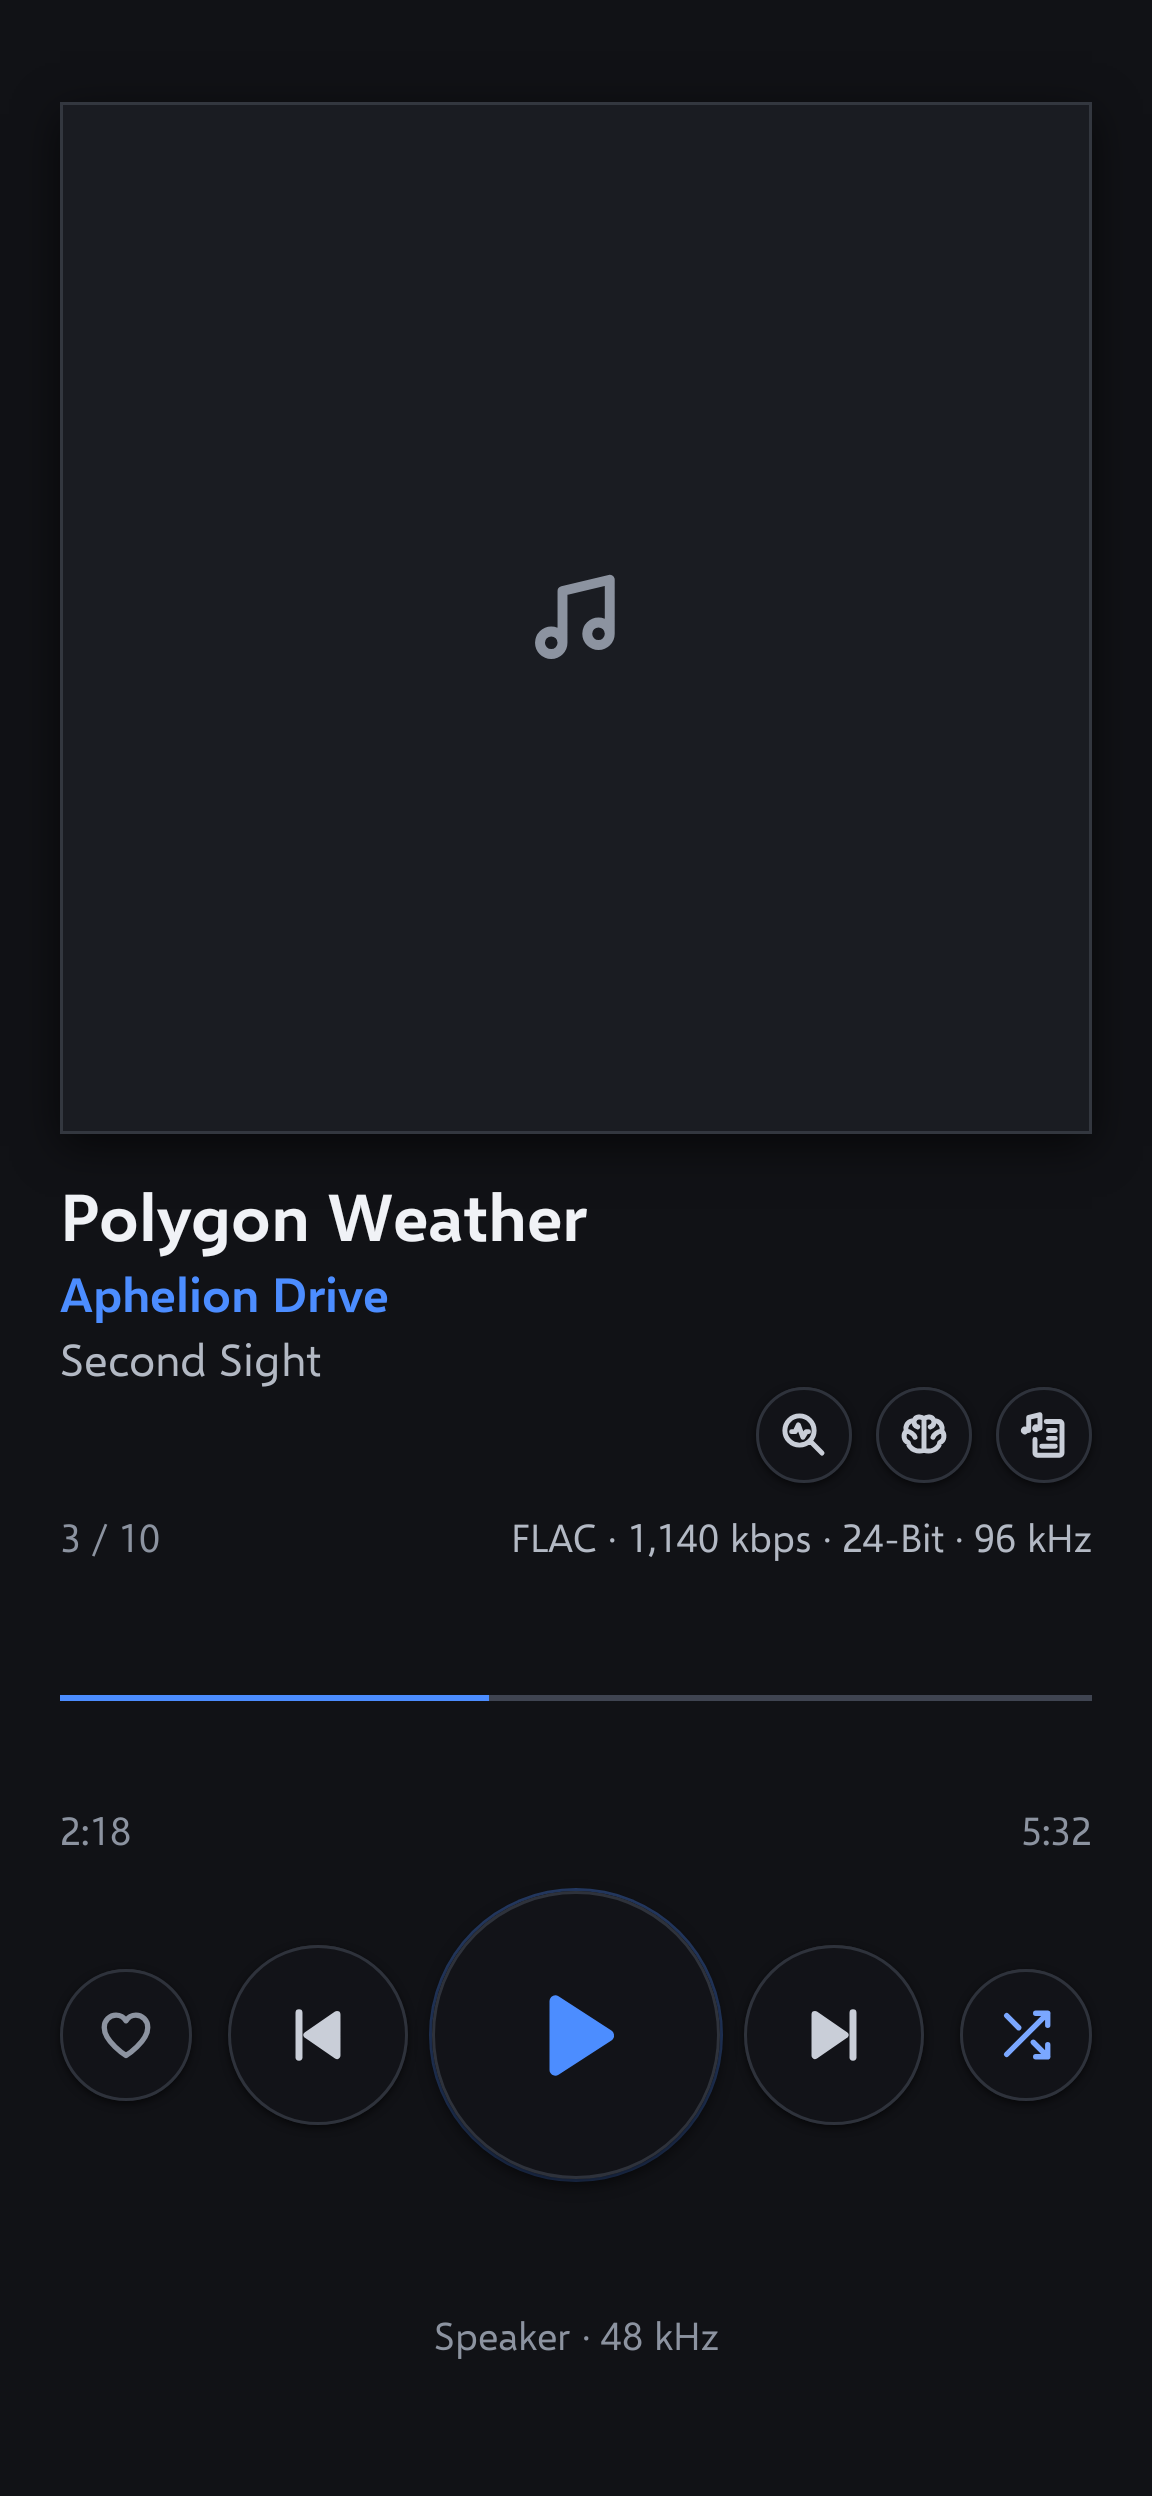 Polygon Weather
Aphelion Drive
Second Sight
3 / 10
FLAC · 1,140 kbps · 24-Bit · 96 kHz
2:18
5:32
Speaker · 48 kHz